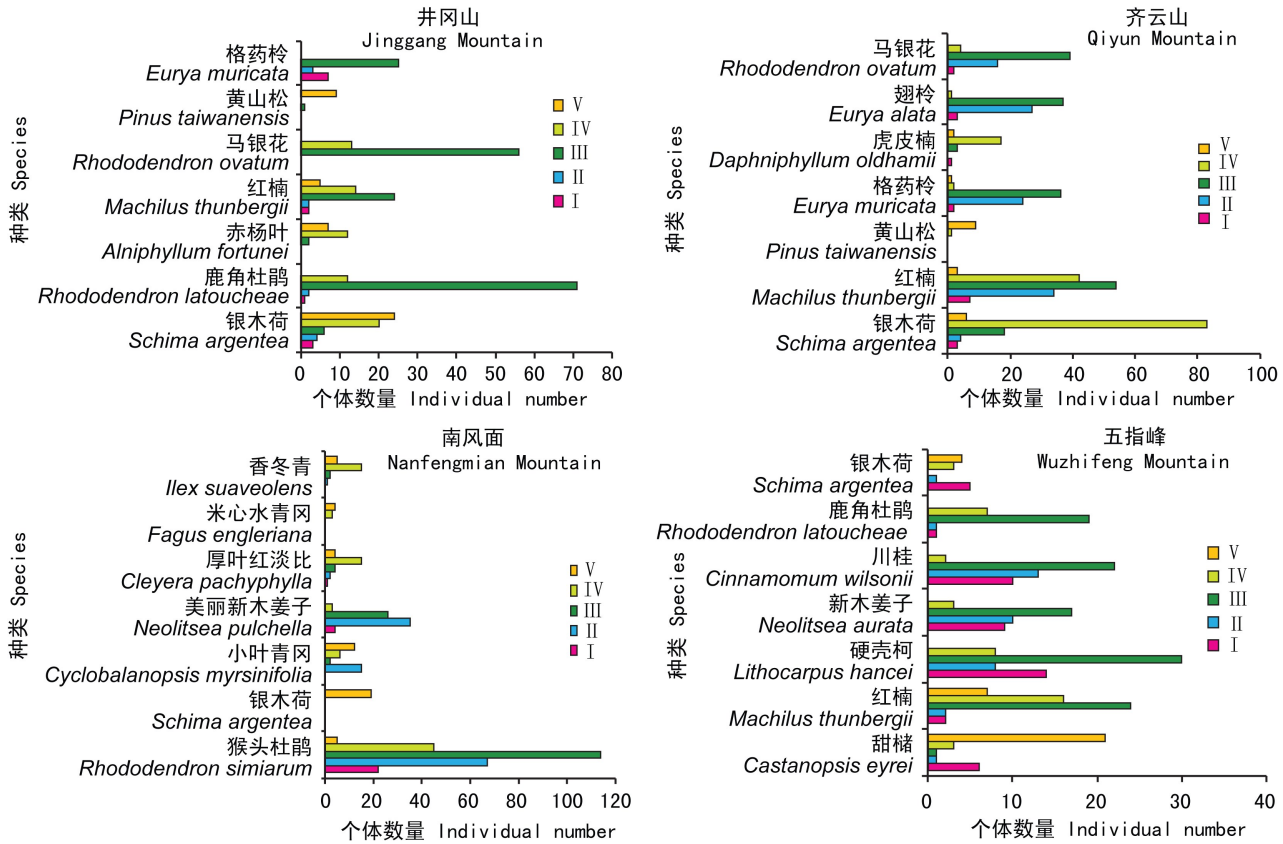 井冈山
Jinggang Mountain
种类 Species
格药柃
Eurya muricata
黄山松
Pinus taiwanensis
马银花
Rhododendron ovatum
红楠
Machilus thunbergii
赤杨叶
Alniphyllum fortunei
鹿角杜鹃
Rhododendron latoucheae
银木荷
Schima argentea
V
IV
III
II
I
0 10 20 30 40 50 60 70 80
个体数量 Individual number
齐云山
Qiyun Mountain
种类 Species
马银花
Rhododendron ovatum
翅柃
Eurya alata
虎皮楠
Daphniphyllum oldhamii
格药柃
Eurya muricata
黄山松
Pinus taiwanensis
红楠
Machilus thunbergii
银木荷
Schima argentea
V
IV
III
II
I
0 20 40 60 80 100
个体数量 Individual number
南风面
Nanfengmian Mountain
种类 Species
香冬青
Ilex suaveolens
米心水青冈
Fagus engleriana
厚叶红淡比
Cleyera pachyphylla
美丽新木姜子
Neolitsea pulchella
小叶青冈
Cyclobalanopsis myrsinifolia
银木荷
Schima argentea
猴头杜鹃
Rhododendron simiarum
V
IV
III
II
I
0 20 40 60 80 100 120
个体数量 Individual number
五指峰
Wuzhifeng Mountain
种类 Species
银木荷
Schima argentea
鹿角杜鹃
Rhododendron latoucheae
川桂
Cinnamomum wilsonii
新木姜子
Neolitsea aurata
硬壳柯
Lithocarpus hancei
红楠
Machilus thunbergii
甜槠
Castanopsis eyrei
V
IV
III
II
I
0 10 20 30 40
个体数量 Individual number